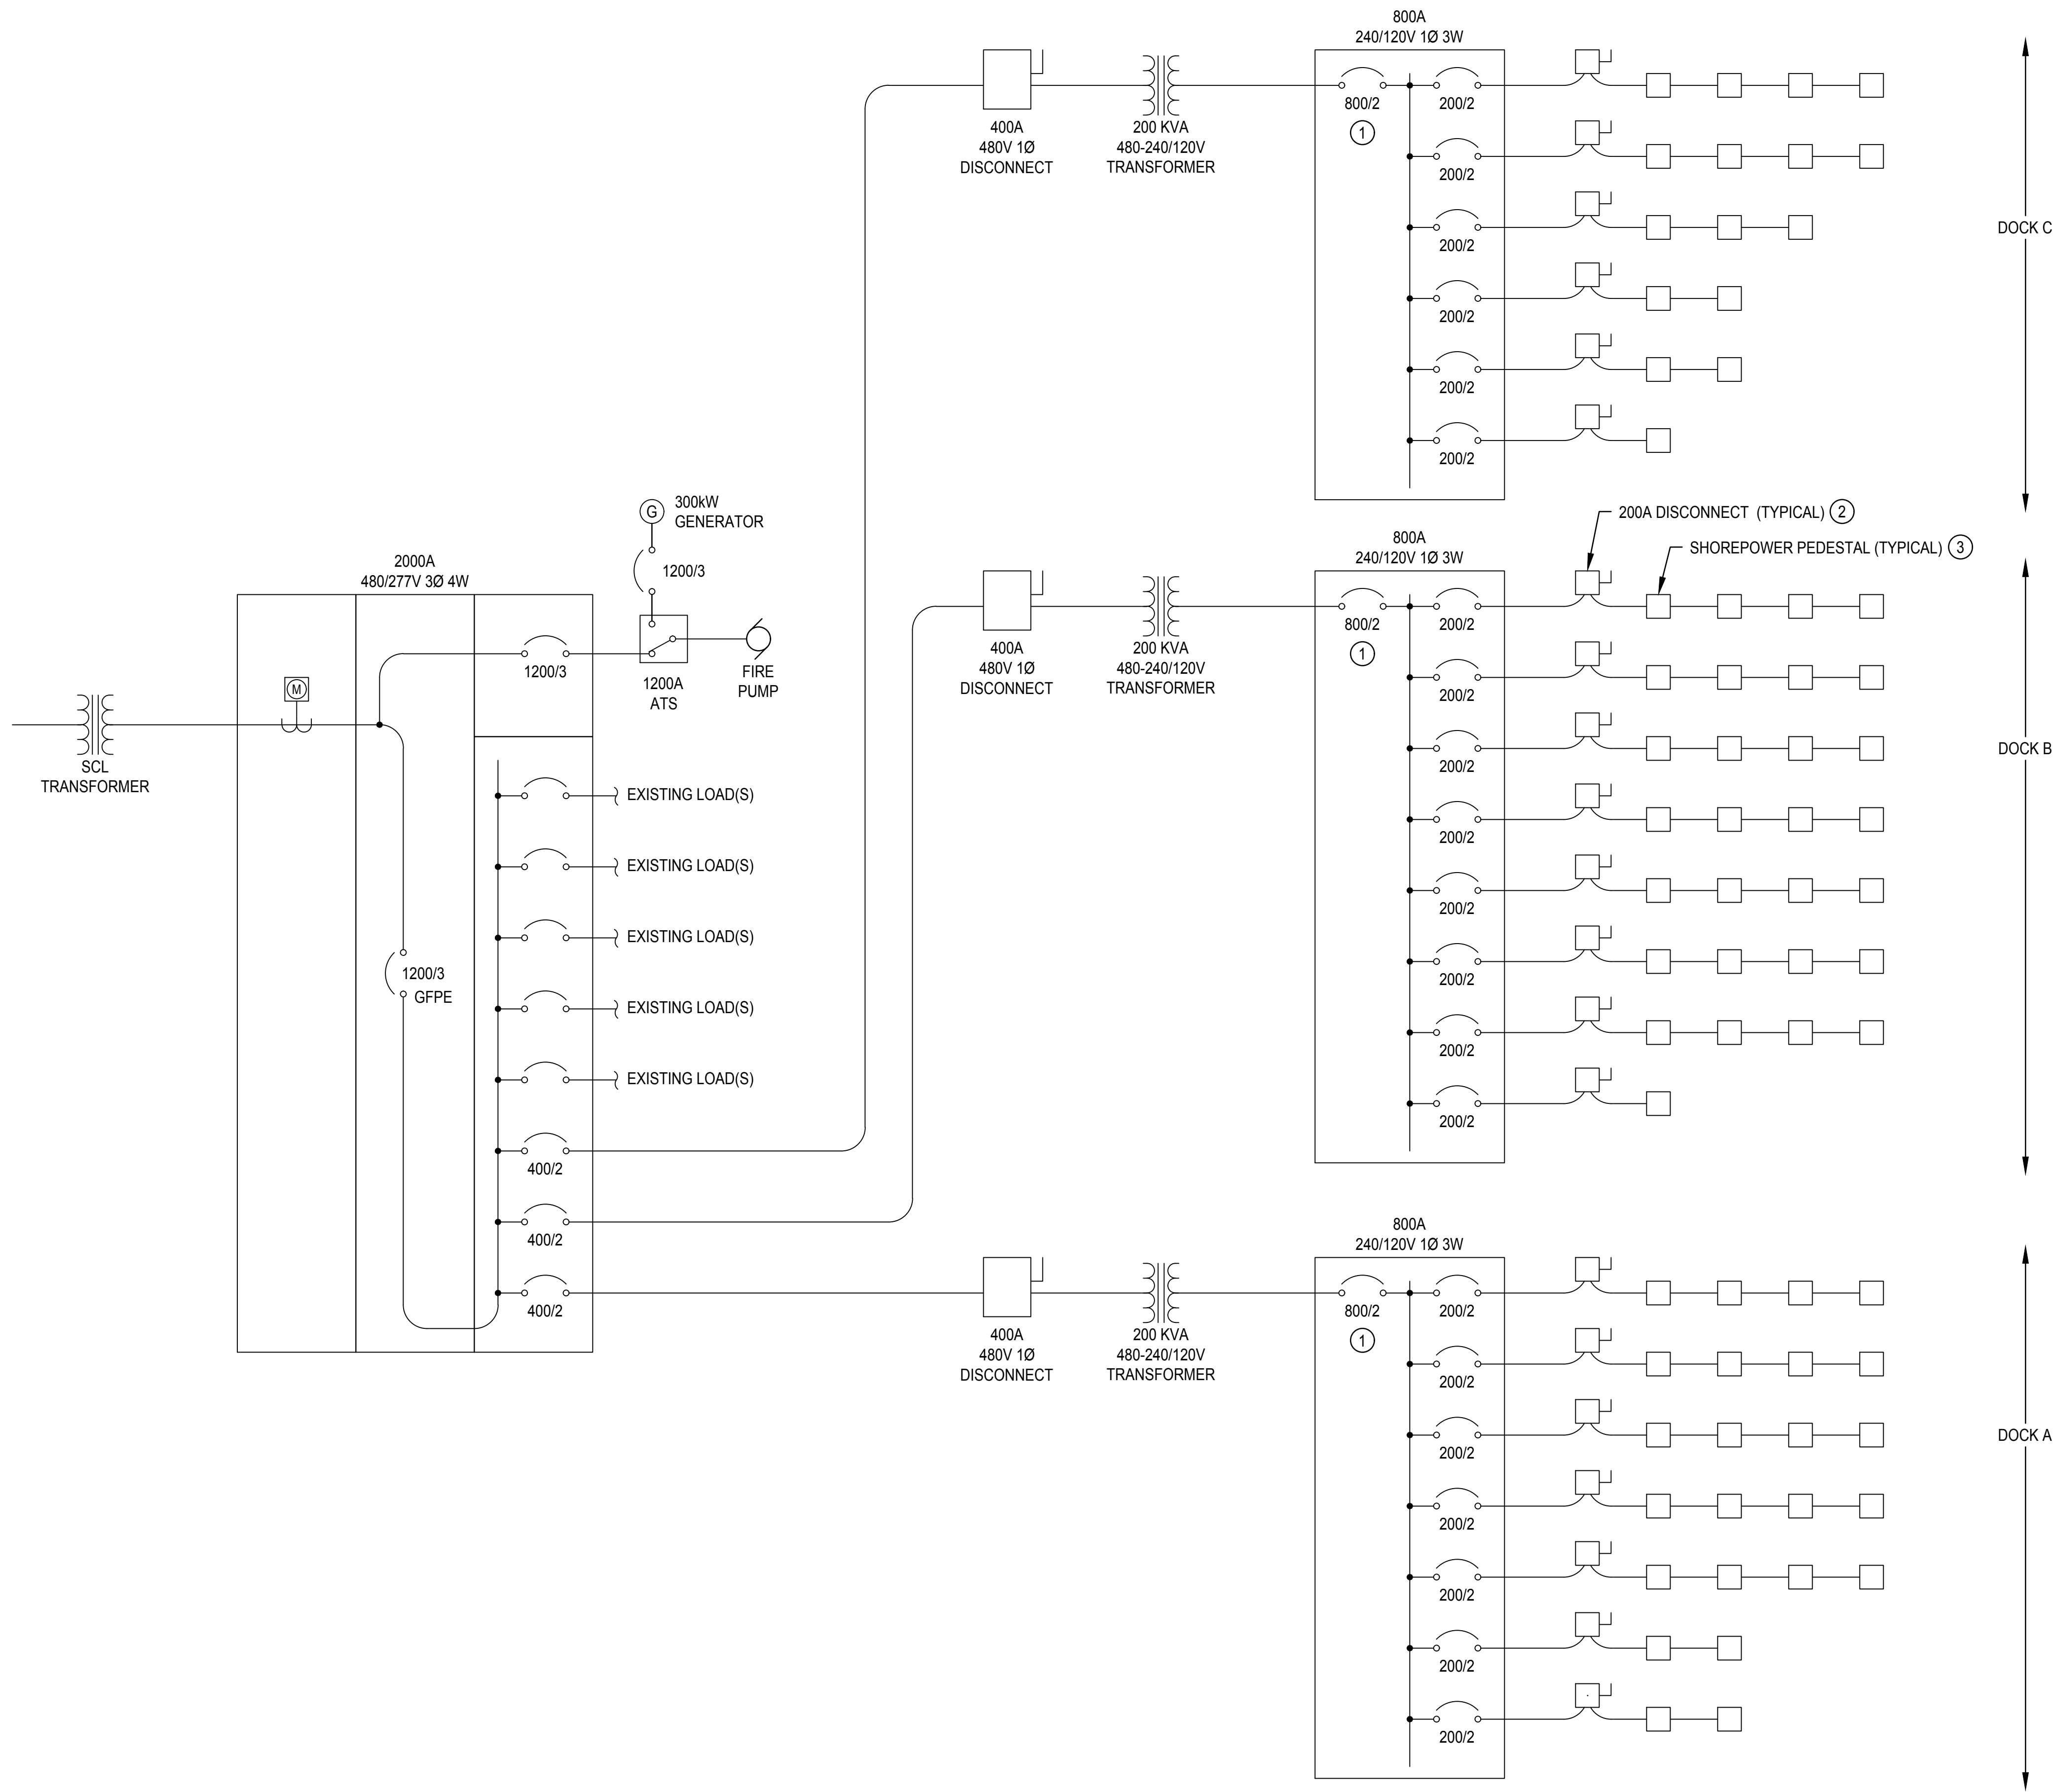 800A
240/120V 1Ø 3W
800/2
1
200/2
200/2
200/2
200/2
200/2
200/2
400A
480V 1Ø
DISCONNECT
200 KVA
480-240/120V
TRANSFORMER
DOCK C
200A DISCONNECT (TYPICAL) 2
SHOREPOWER PEDESTAL (TYPICAL) 3
G
300kW
GENERATOR
1200/3
2000A
480/277V 3Ø 4W
1200/3
1200A
ATS
FIRE
PUMP
M
SCL
TRANSFORMER
EXISTING LOAD(S)
EXISTING LOAD(S)
EXISTING LOAD(S)
EXISTING LOAD(S)
EXISTING LOAD(S)
1200/3
GFPE
400/2
400/2
400/2
800A
240/120V 1Ø 3W
800/2
1
200/2
200/2
200/2
200/2
200/2
200/2
200/2
200/2
400A
480V 1Ø
DISCONNECT
200 KVA
480-240/120V
TRANSFORMER
DOCK B
800A
240/120V 1Ø 3W
800/2
1
200/2
200/2
200/2
200/2
200/2
200/2
200/2
400A
480V 1Ø
DISCONNECT
200 KVA
480-240/120V
TRANSFORMER
DOCK A